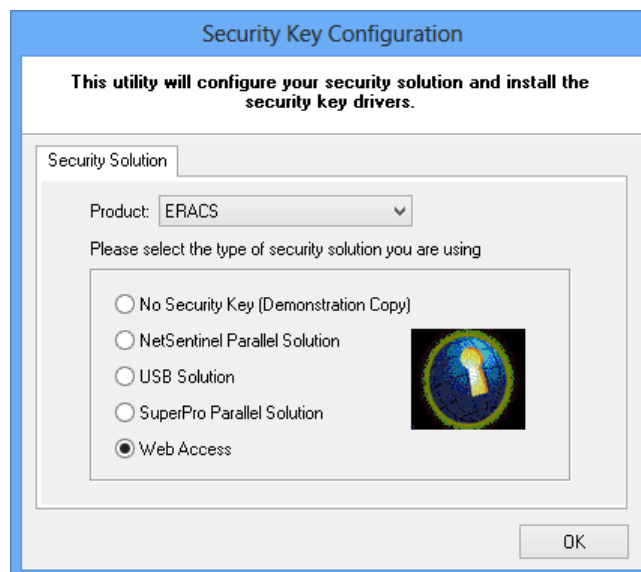 Security Key Configuration
This utility will configure your security solution and install the
security key drivers.
Security Solution
Product: ERACS
Please select the type of security solution you are using
No Security Key (Demonstration Copy)
NetSentinel Parallel Solution
USB Solution
SuperPro Parallel Solution
Web Access
OK